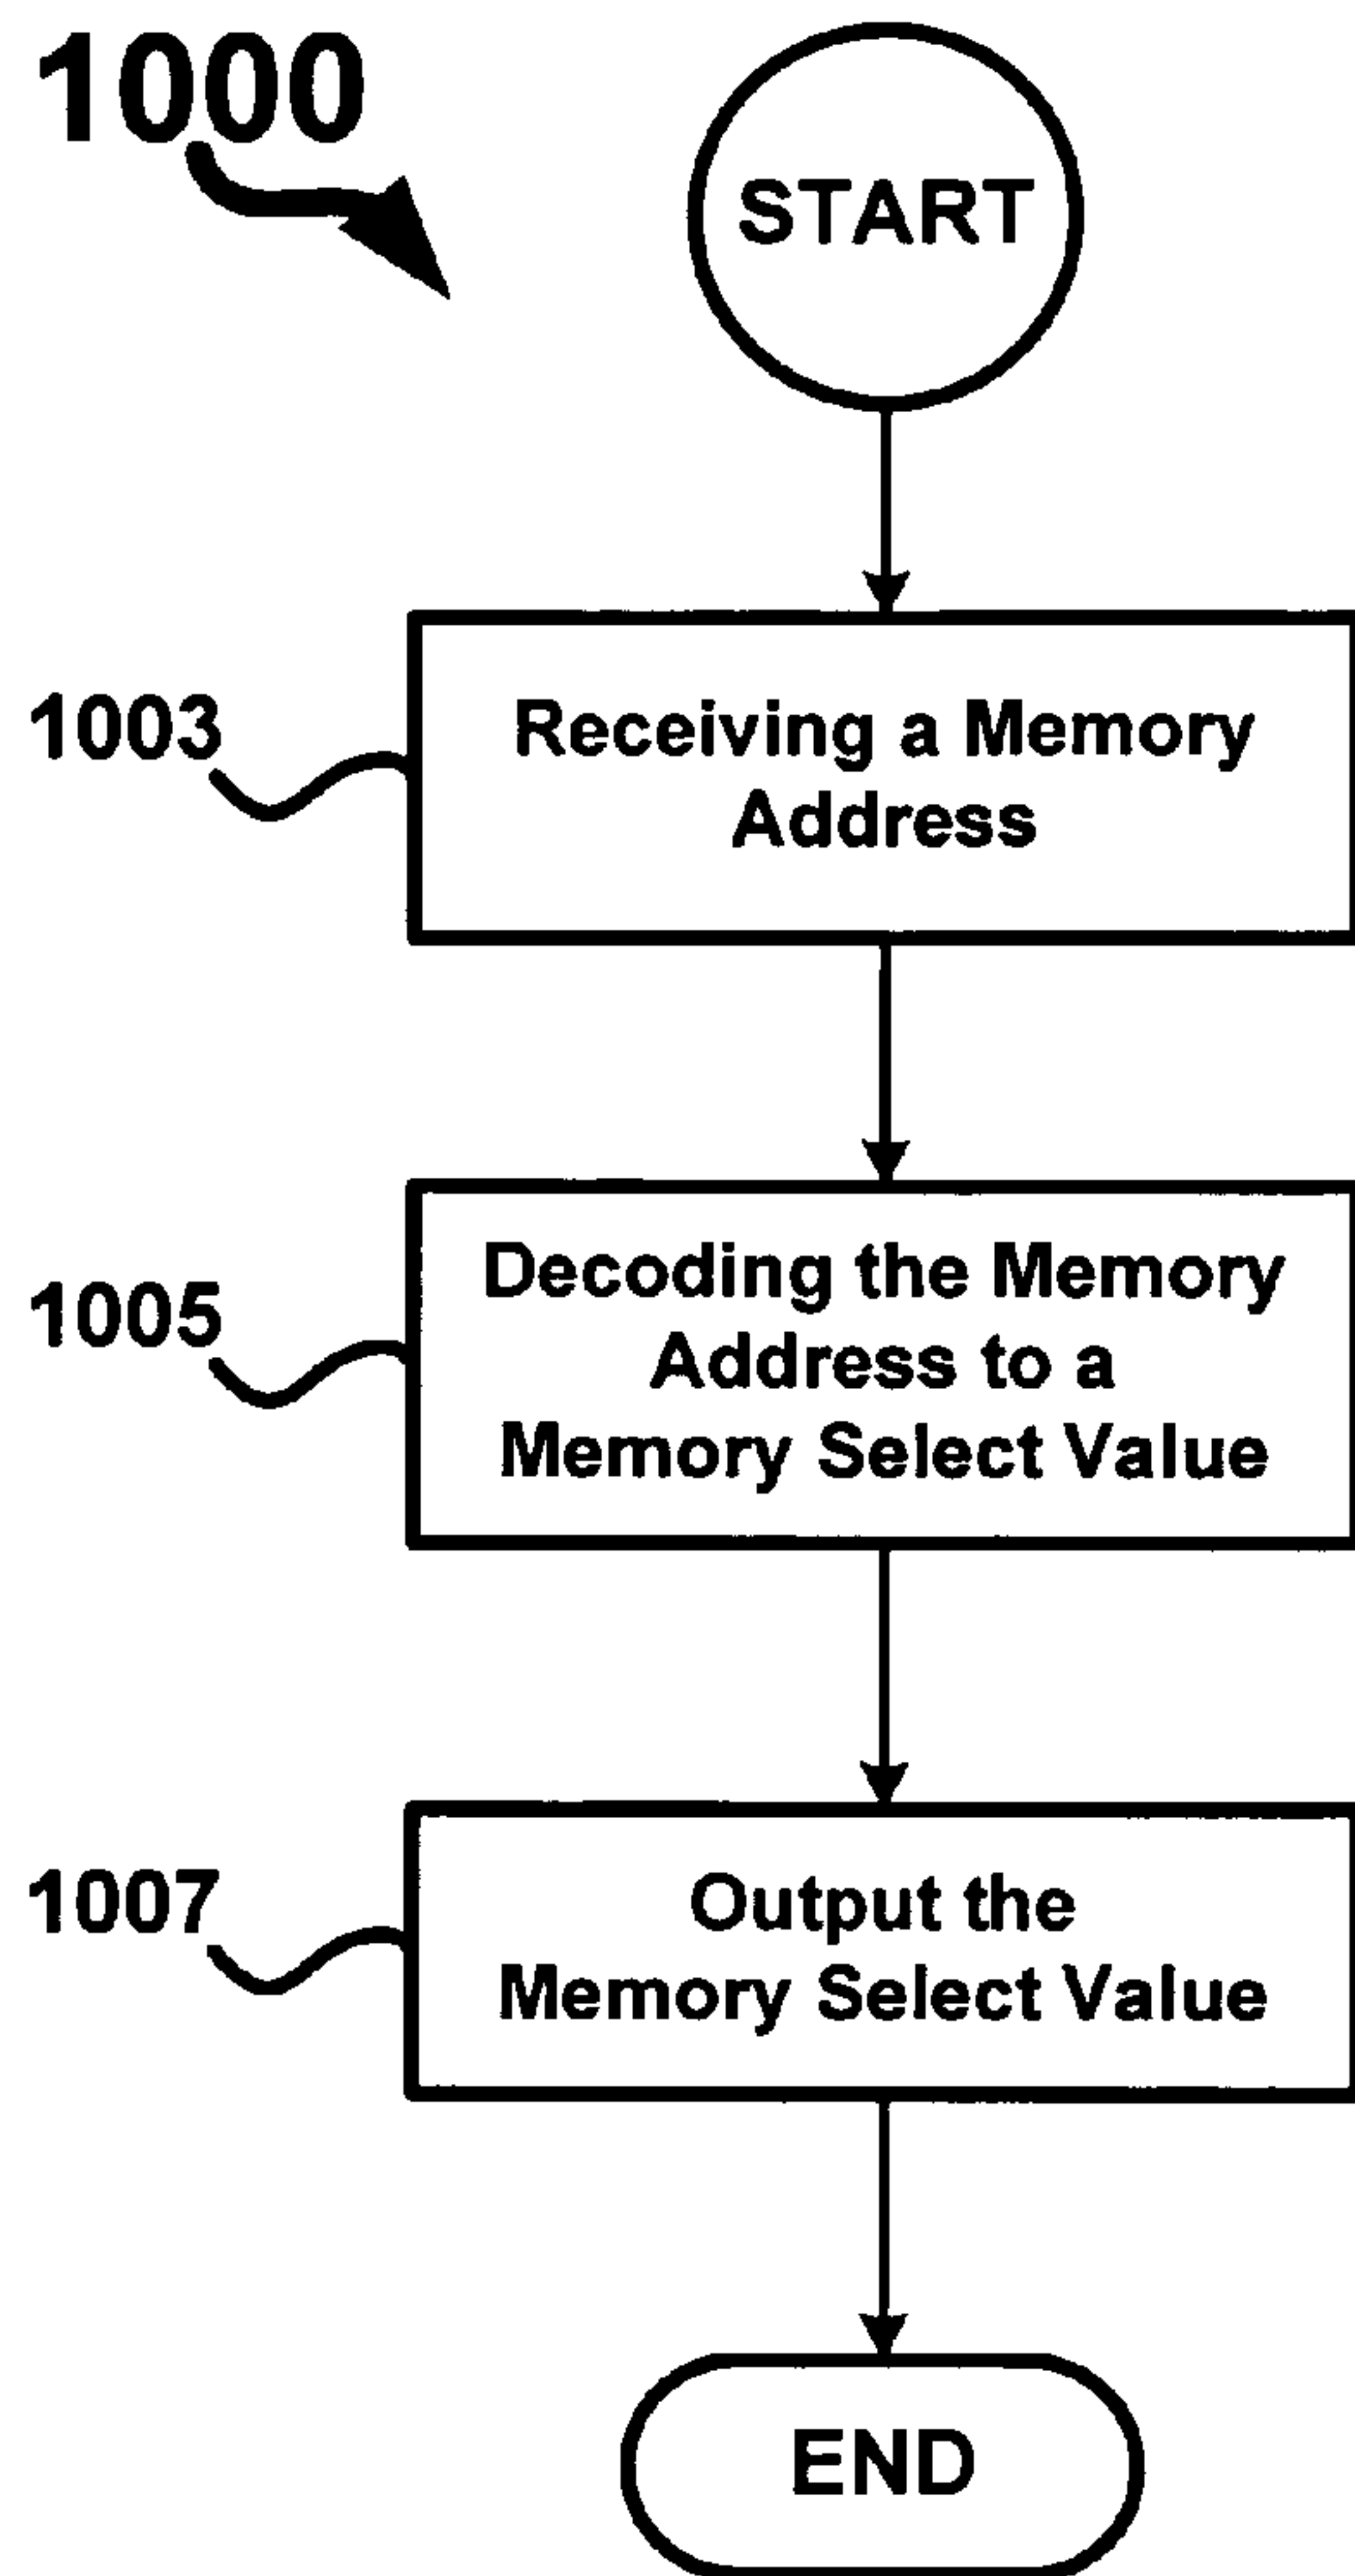 1000
START
1003
Receiving a Memory
Address
1005
Decoding the Memory
Address to a
Memory Select Value
1007
Output the
Memory Select Value
END